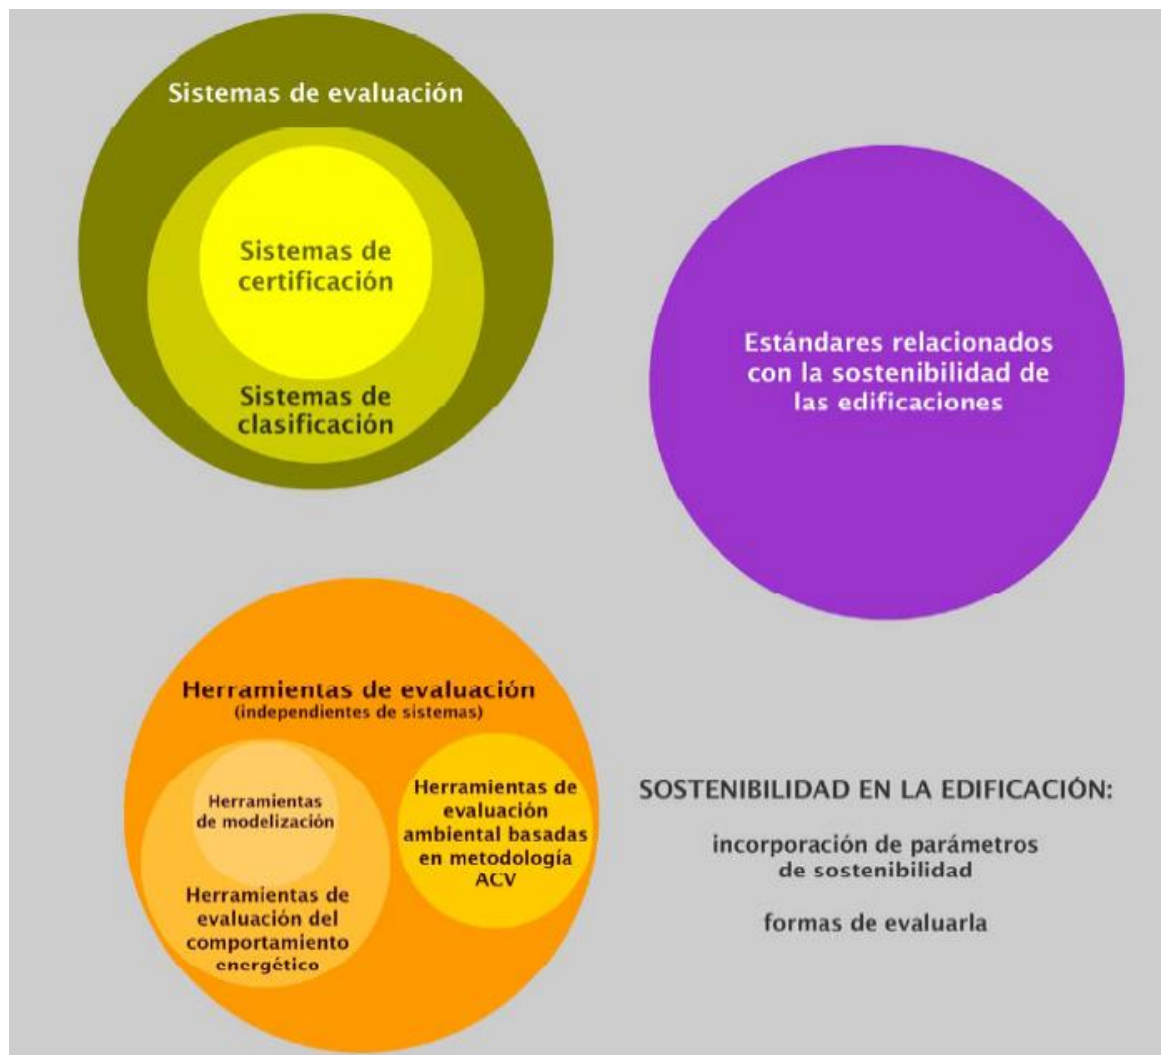 Sistemas de evaluación
Sistemas de
certificación
Sistemas de
clasificación
Estándares relacionados
con la sostenibilidad de
las edificaciones
Herramientas de evaluación
(independientes de sistemas)
Herramientas
de modelización
Herramientas de
evaluación del
comportamiento
energético
Herramientas de
evaluación
ambiental basadas
en metodología
ACV
SOSTENIBILIDAD EN LA EDIFICACIÓN:
incorporación de parámetros
de sostenibilidad
formas de evaluarla